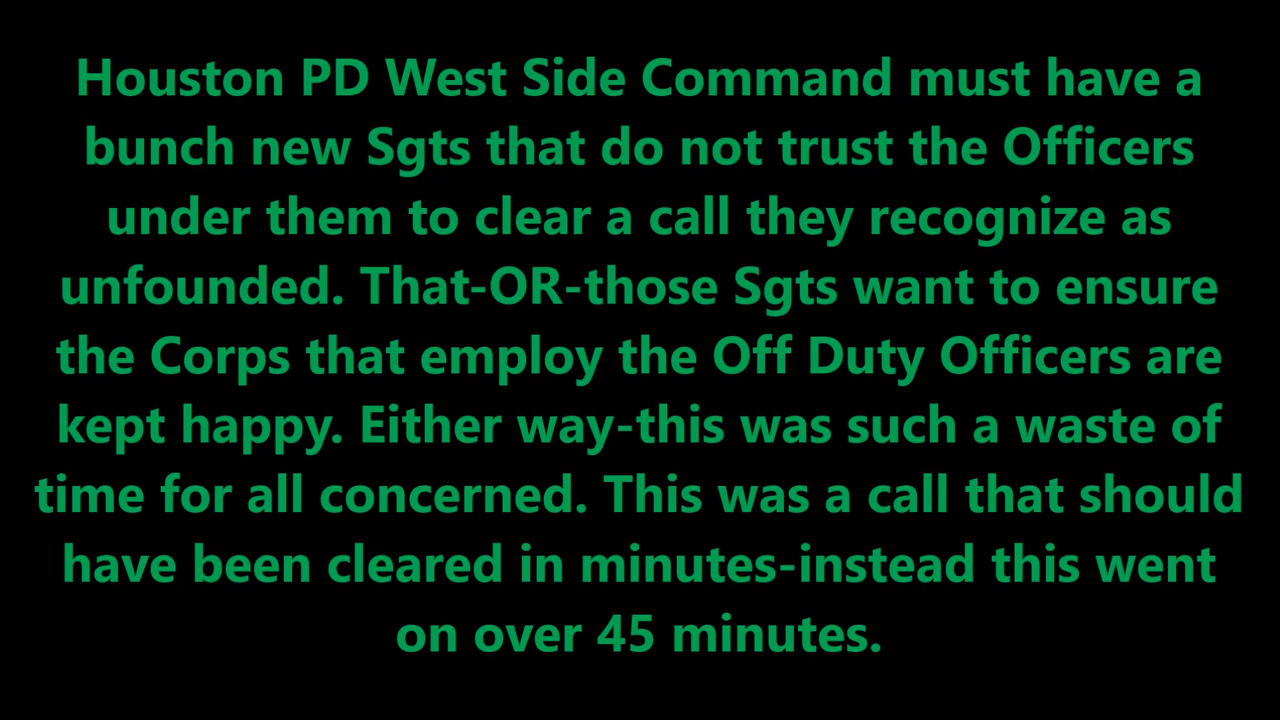 Houston PD West Side Command must have a
bunch new Sgts that do not trust the Officers
under them to clear a call they recognize as
unfounded. That-OR-those Sgts want to ensure
the Corps that employ the Off Duty Officers are
kept happy. Either way-this was such a waste of
time for all concerned. This was a call that should
have been cleared in minutes-instead this went
on over 45 minutes.